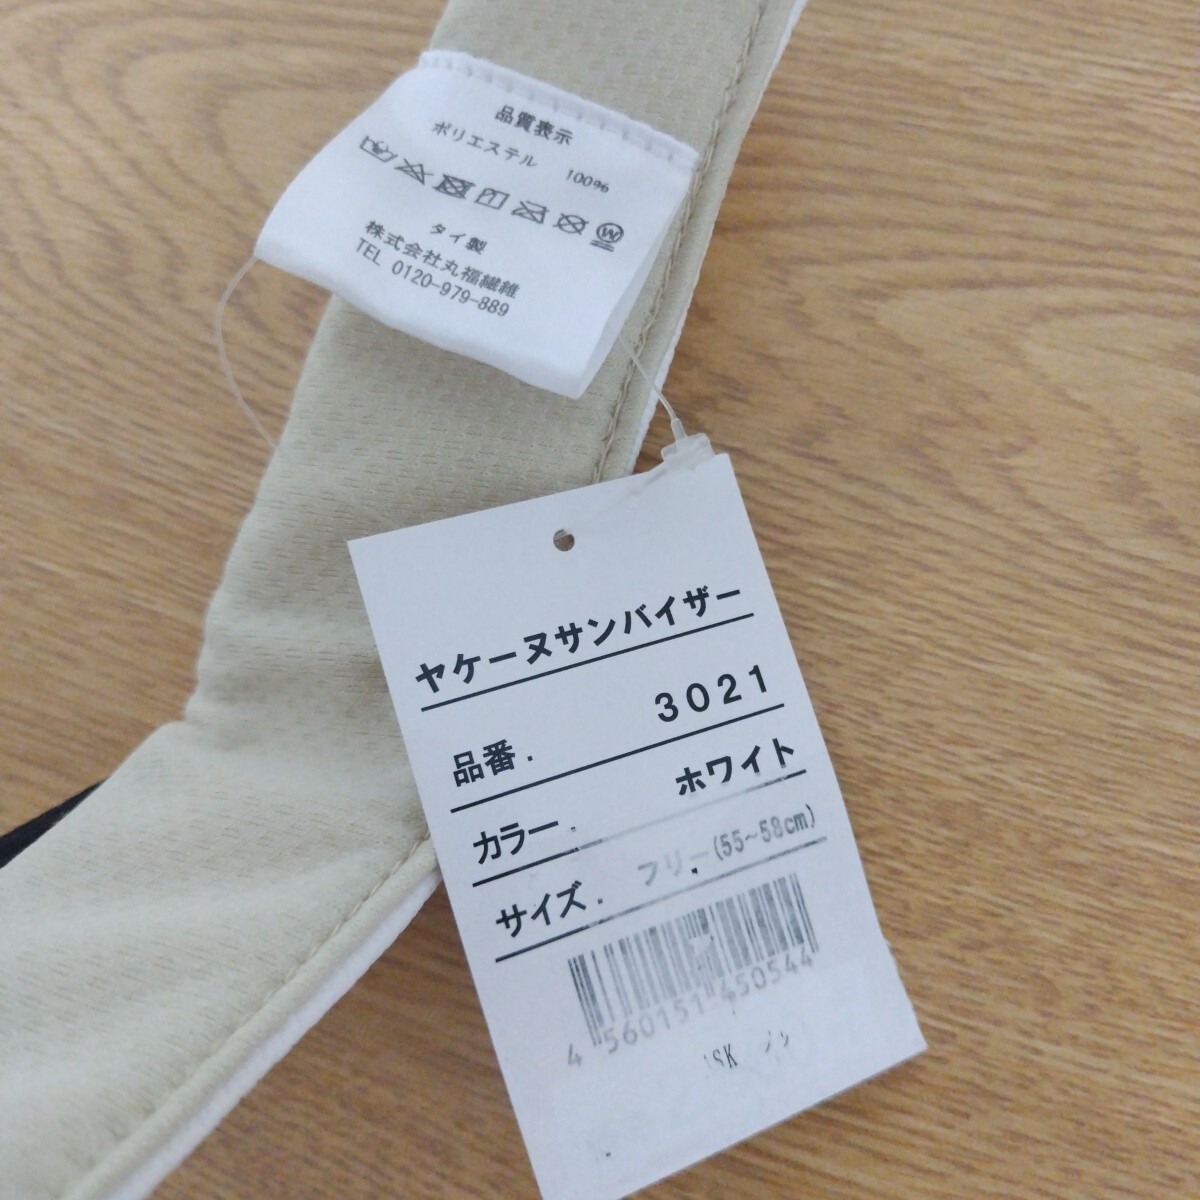 品質表示
ポリエステル 100%
W
タイ製
株式会社丸福繊維
TEL 0120-979-889
ヤケーヌサンバイザー
品番. 3021
カラー. ホワイト
サイズ. フリー(55~58cm)
4 560151 450544